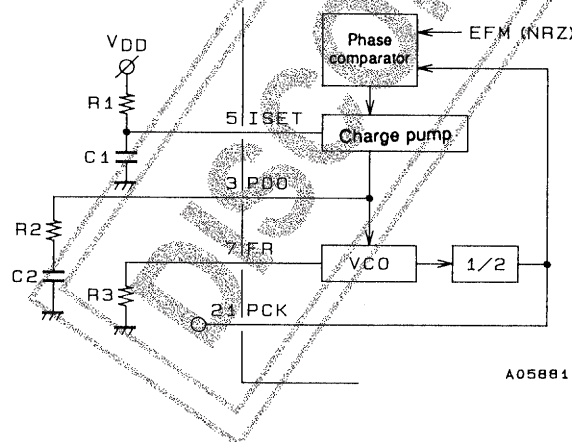 EFM (NRZ)
Phase
comparator
VDD
R1
5 ISET
Charge pump
C1
3 PDO
R2
7 FR
VCO
1/2
C2
R3
21 PCK
A05881
DISCO